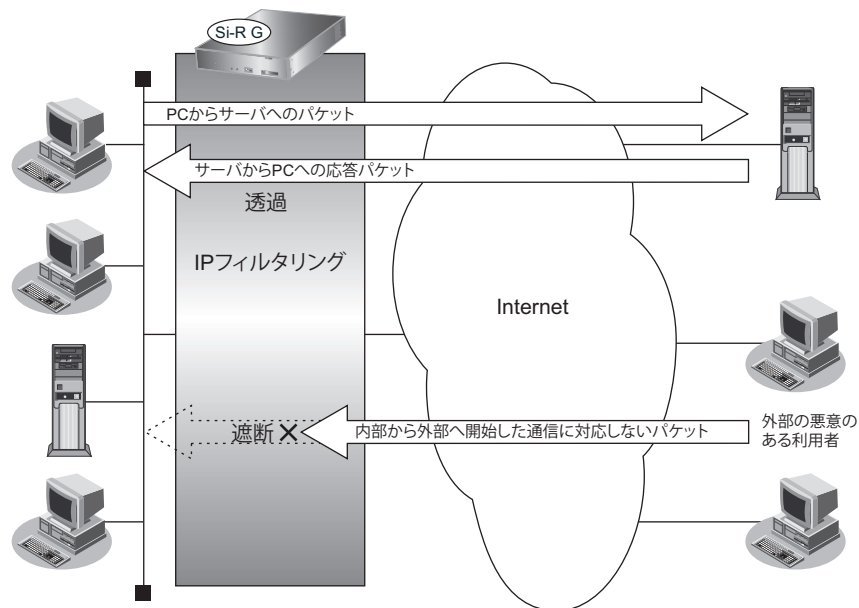 Si-R G
PCからサーバへのパケット
サーバからPCへの応答パケット
透過
IPフィルタリング
Internet
遮断
内部から外部へ開始した通信に対応しないパケット
外部の悪意の
ある利用者